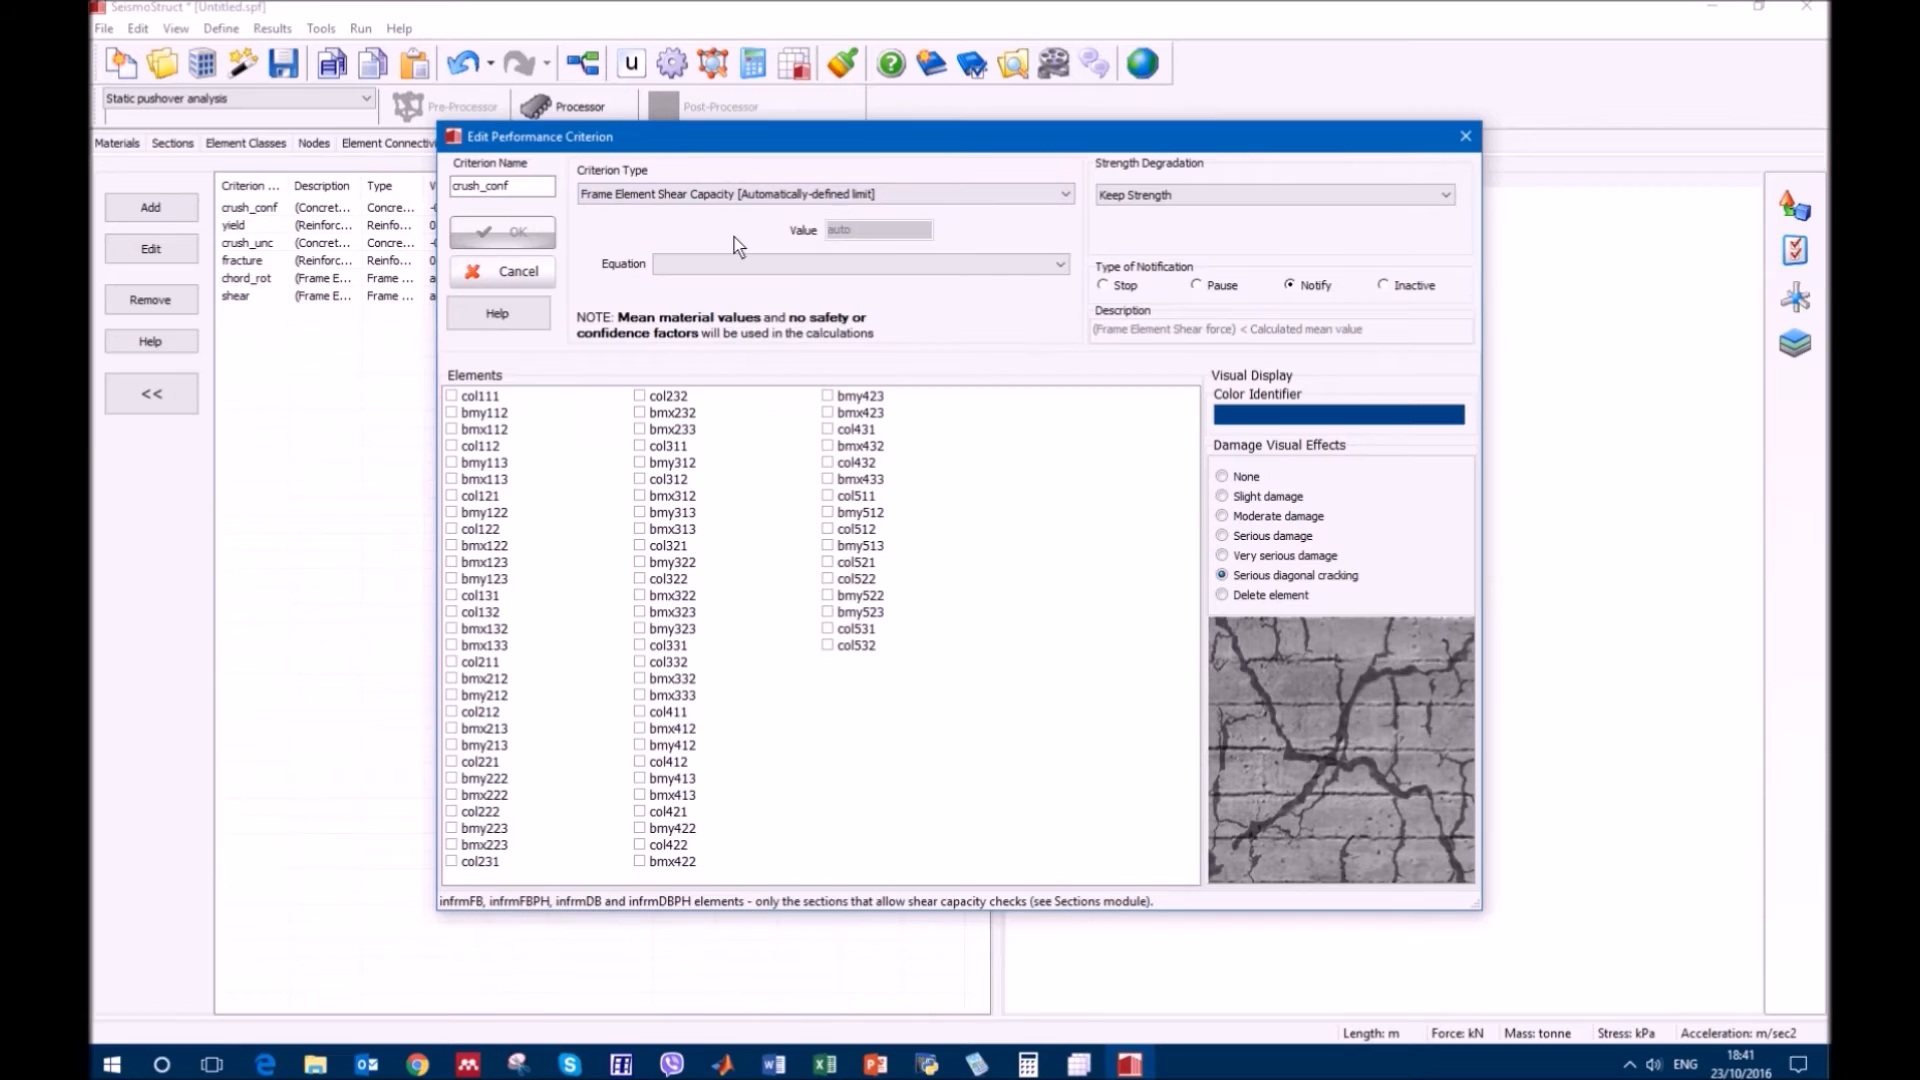 SeismoStruct * [Untitled.spf]
File Edit View Define Results Tools Run Help
u
Static pushover analysis
Pre-Processor
Processor
Post-Processor
Materials Sections Element Classes Nodes Element Connectivi
Edit Performance Criterion
Add
Edit
Remove
Help
<<
Criterion ... Description Type
crush_conf (Concret... Concre...
yield (Reinforc... Reinfo...
crush_unc (Concret... Concre...
fracture (Reinforc... Reinfo...
chord_rot (Frame E... Frame ...
shear (Frame E... Frame ...
Criterion Name
crush_conf
OK
Cancel
Help
Criterion Type
Frame Element Shear Capacity [Automatically-defined limit]
Value auto
Equation
NOTE: Mean material values and no safety or
confidence factors will be used in the calculations
Strength Degradation
Keep Strength
Type of Notification
Stop Pause Notify Inactive
Description
(Frame Element Shear force) < Calculated mean value
Elements
col111
bmy112
bmx112
col112
bmy113
bmx113
col121
bmy122
col122
bmx122
bmx123
bmy123
col131
col132
bmx132
bmx133
col211
bmx212
bmy212
col212
bmx213
bmy213
col221
bmy222
bmx222
col222
bmy223
bmx223
col231
col232
bmx232
bmx233
col311
bmy312
col312
bmx312
bmy313
bmx313
col321
bmy322
col322
bmx322
bmx323
bmy323
col331
col332
bmx332
bmx333
col411
bmx412
bmy412
col412
bmy413
bmx413
col421
bmy422
col422
bmx422
bmy423
bmx423
col431
bmx432
col432
bmx433
col511
bmy512
col512
bmy513
col521
col522
bmy522
bmy523
col531
col532
Visual Display
Color Identifier
Damage Visual Effects
None
Slight damage
Moderate damage
Serious damage
Very serious damage
Serious diagonal cracking
Delete element
infrmFB, infrmFBPH, infrmDB and infrmDBPH elements - only the sections that allow shear capacity checks (see Sections module).
Length: m Force: kN Mass: tonne Stress: kPa Acceleration: m/sec2
ENG
18:41
23/10/2016